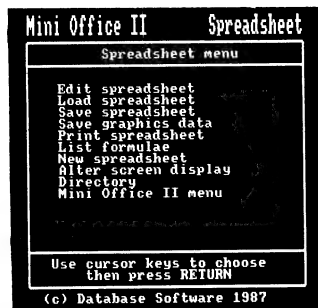 Mini Office II Spreadsheet
Spreadsheet menu
Edit spreadsheet
Load spreadsheet
Save spreadsheet
Save graphics data
Print spreadsheet
List formulae
New spreadsheet
Alter screen display
Directory
Mini Office II menu
Use cursor keys to choose
then press RETURN
(c) Database Software 1987